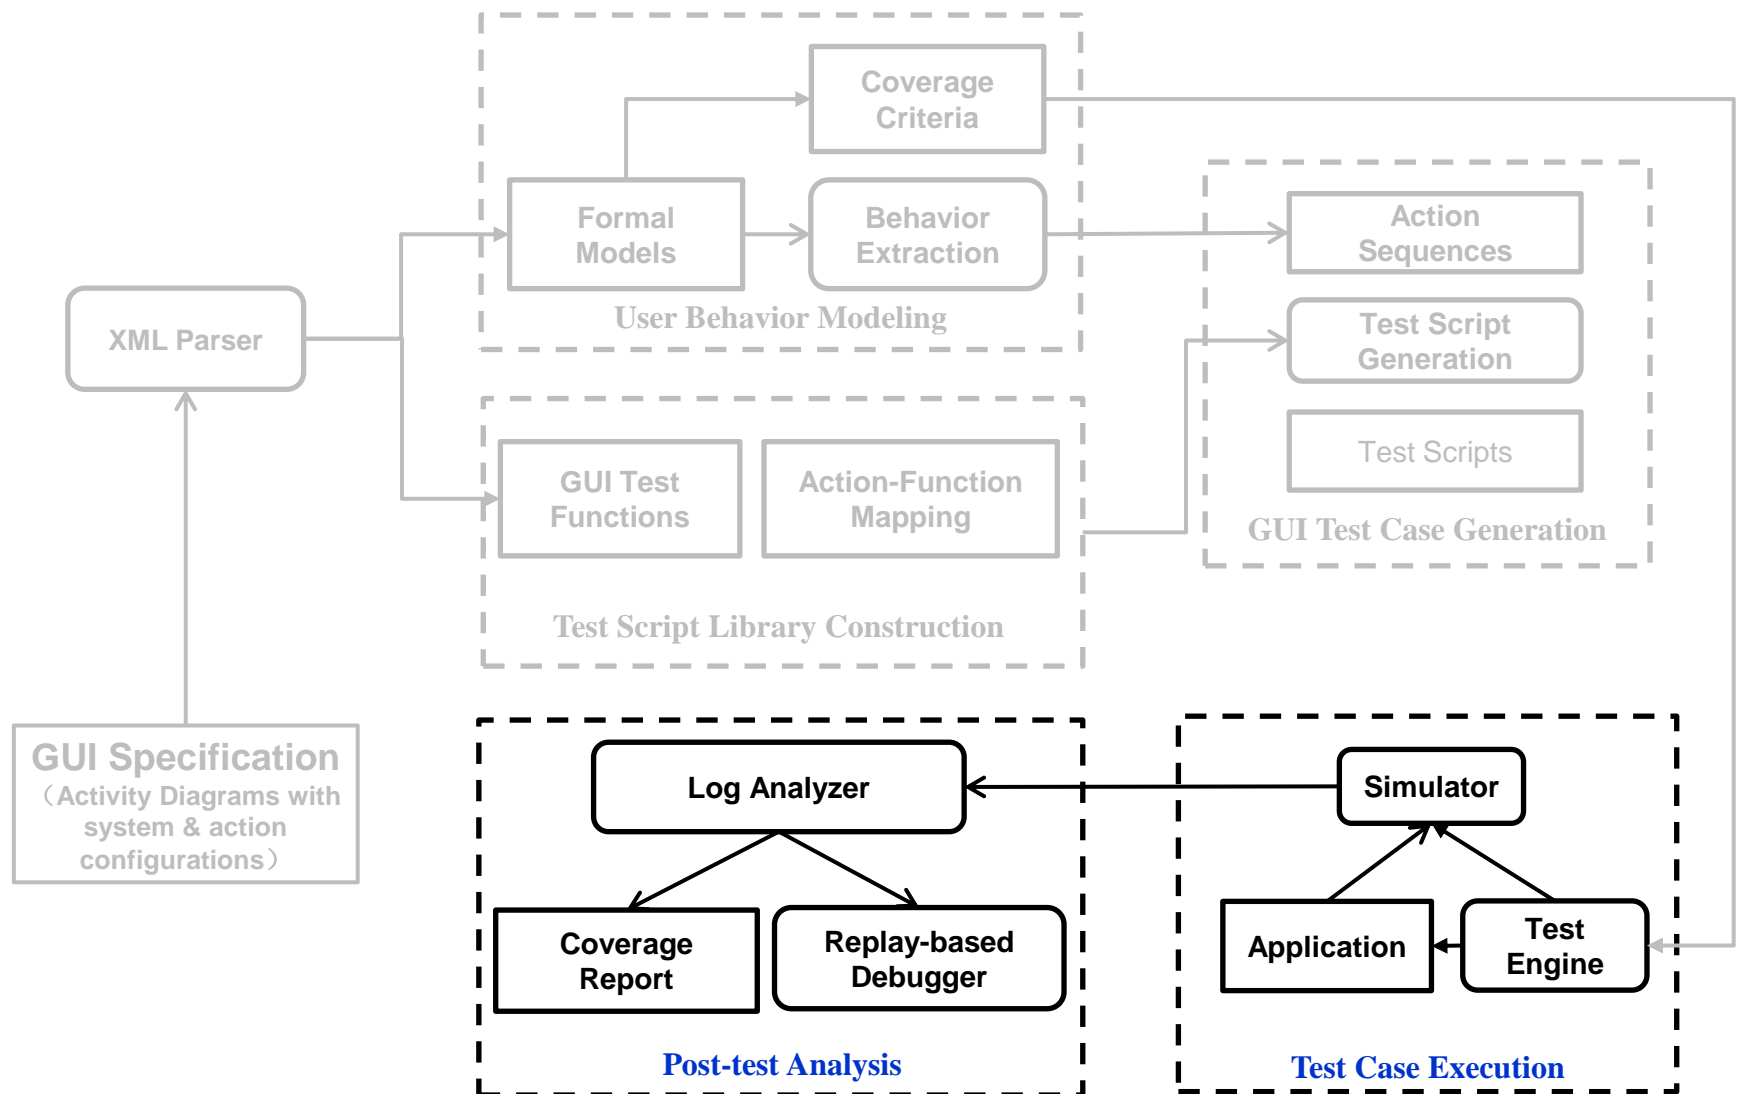 Coverage
Criteria
Formal
Models
Behavior
Extraction
User Behavior Modeling
Action
Sequences
Test Script
Generation
Test Scripts
GUI Test Case Generation
XML Parser
GUI Test
Functions
Action-Function
Mapping
Test Script Library Construction
GUI Specification
（Activity Diagrams with
system & action
configurations）
Log Analyzer
Coverage
Report
Replay-based
Debugger
Post-test Analysis
Simulator
Application
Test
Engine
Test Case Execution